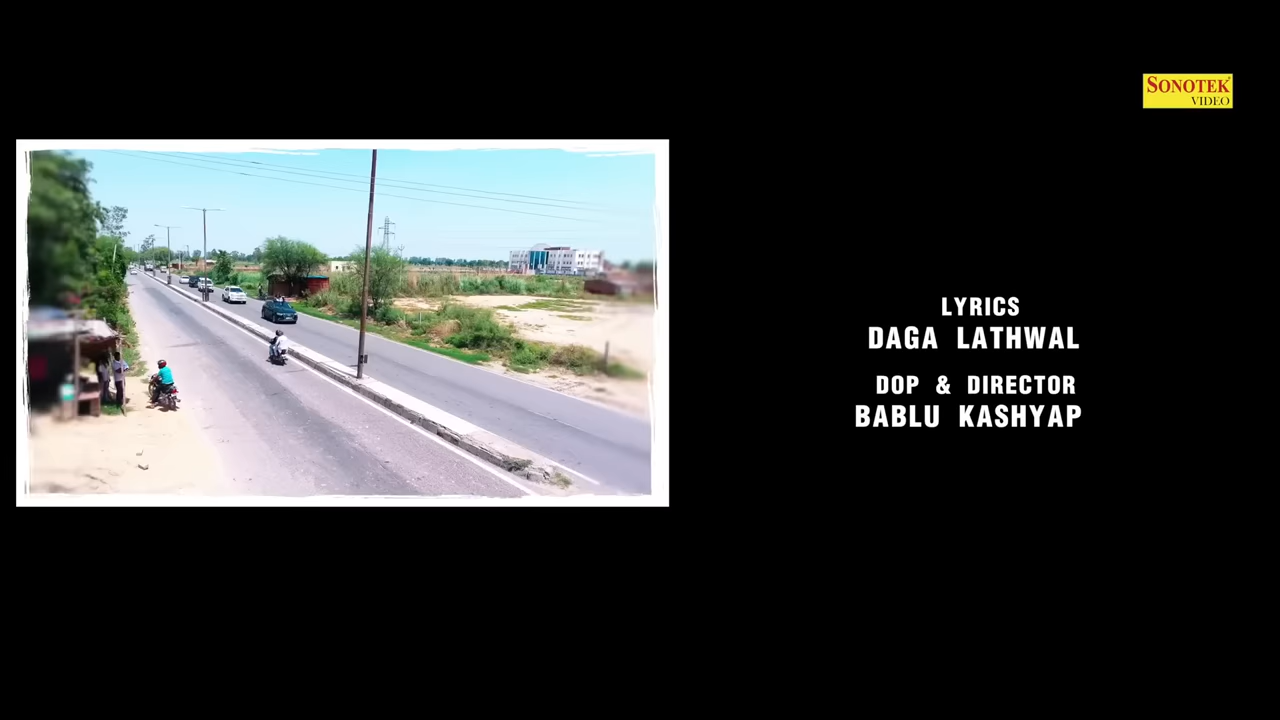 SONOTEK
VIDEO
LYRICS
DAGA LATHWAL
DOP & DIRECTOR
BABLU KASHYAP